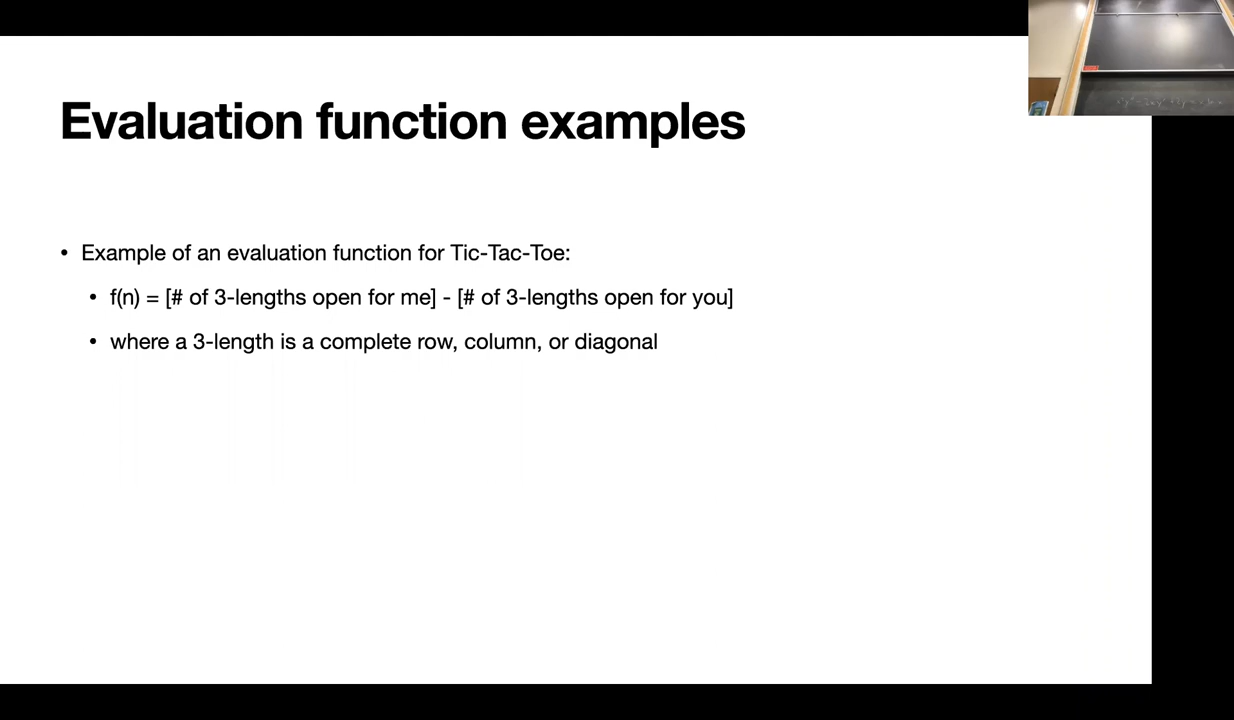 Evaluation function examples
• Example of an evaluation function for Tic-Tac-Toe:
• f(n) = [# of 3-lengths open for me] - [# of 3-lengths open for you]
• where a 3-length is a complete row, column, or diagonal